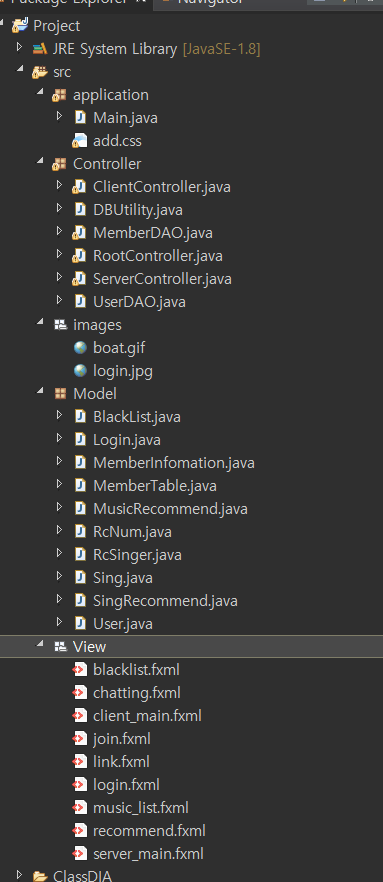 Package Explorer
Navigator
Project
JRE System Library [JavaSE-1.8]
src
application
Main.java
add.css
Controller
ClientController.java
DBUtility.java
MemberDAO.java
RootController.java
ServerController.java
UserDAO.java
images
boat.gif
login.jpg
Model
BlackList.java
Login.java
MemberInfomation.java
MemberTable.java
MusicRecommend.java
RcNum.java
RcSinger.java
Sing.java
SingRecommend.java
User.java
View
blacklist.fxml
chatting.fxml
client_main.fxml
join.fxml
link.fxml
login.fxml
music_list.fxml
recommend.fxml
server_main.fxml
ClassDIA